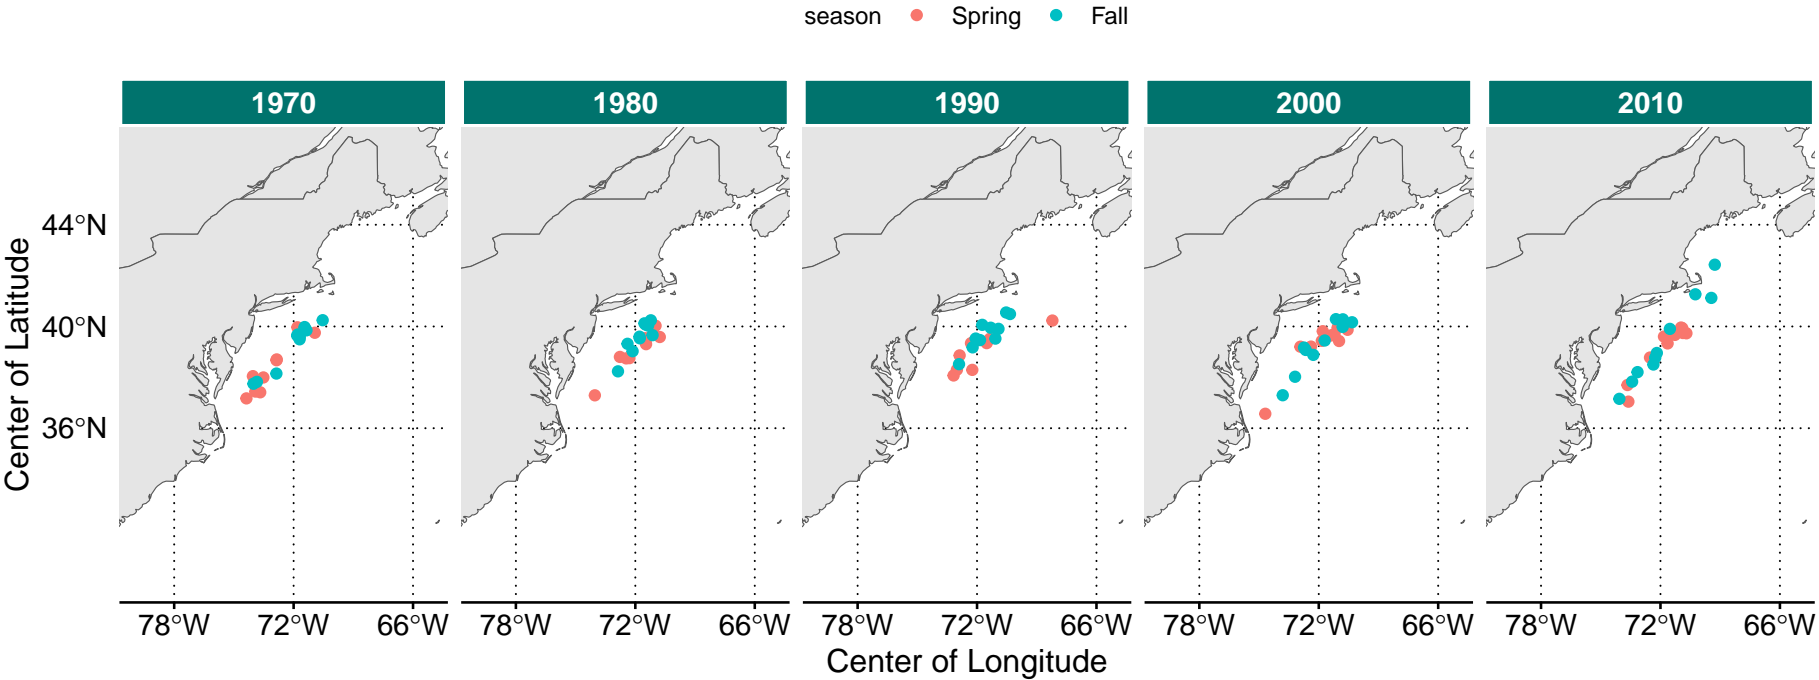 season Spring Fall
1970 1980 1990 2000 2010
44°N
40°N
36°N
78°W 72°W 66°W 78°W 72°W 66°W 78°W 72°W 66°W 78°W 72°W 66°W 78°W 72°W 66°W
Center of Longitude
Center of Latitude